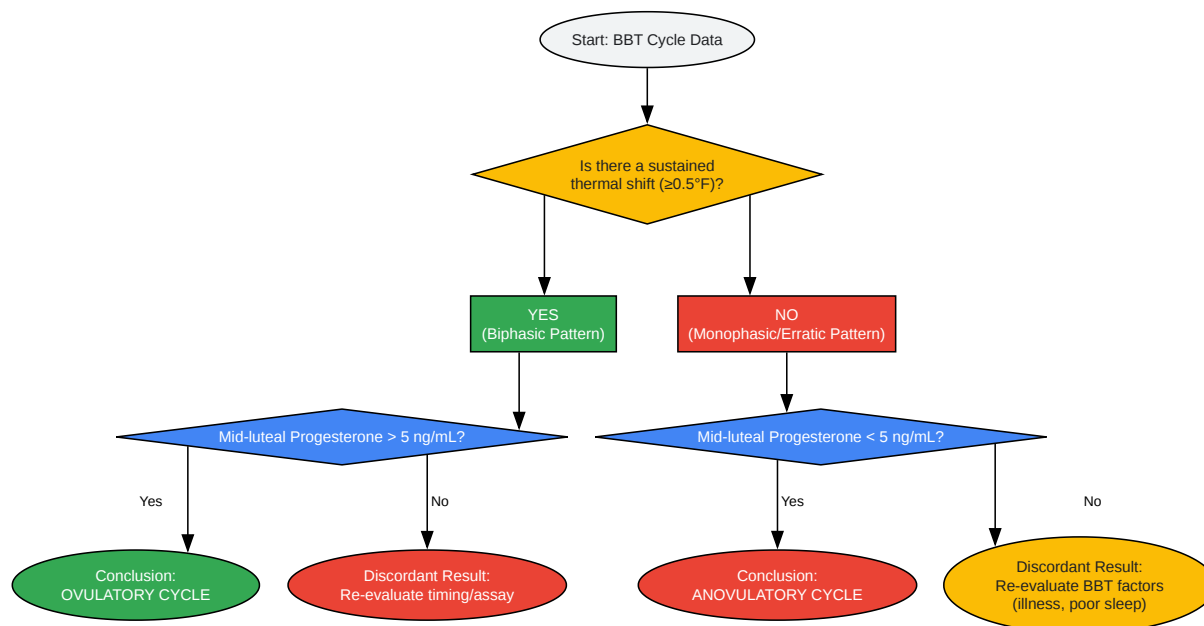 Start: BBT Cycle Data
Is there a sustained
thermal shift (≥0.5°F)?
YES
(Biphasic Pattern)
NO
(Monophasic/Erratic Pattern)
Mid-luteal Progesterone > 5 ng/mL?
Mid-luteal Progesterone < 5 ng/mL?
Yes
No
Yes
No
Conclusion:
OVULATORY CYCLE
Discordant Result:
Re-evaluate timing/assay
Conclusion:
ANOVULATORY CYCLE
Discordant Result:
Re-evaluate BBT factors
(illness, poor sleep)